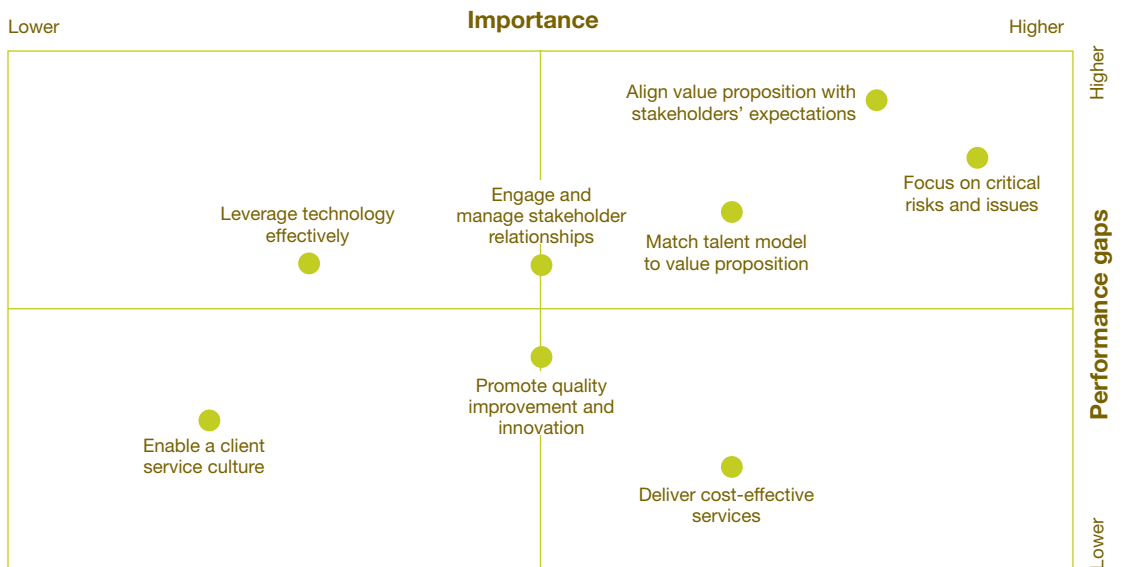 Lower
Importance
Higher
Higher
Align value proposition with
stakeholders’ expectations
Focus on critical
risks and issues
Engage and
manage stakeholder
relationships
Leverage technology
effectively
Match talent model
to value proposition
Performance gaps
Promote quality
improvement and
innovation
Enable a client
service culture
Deliver cost-effective
services
Lower